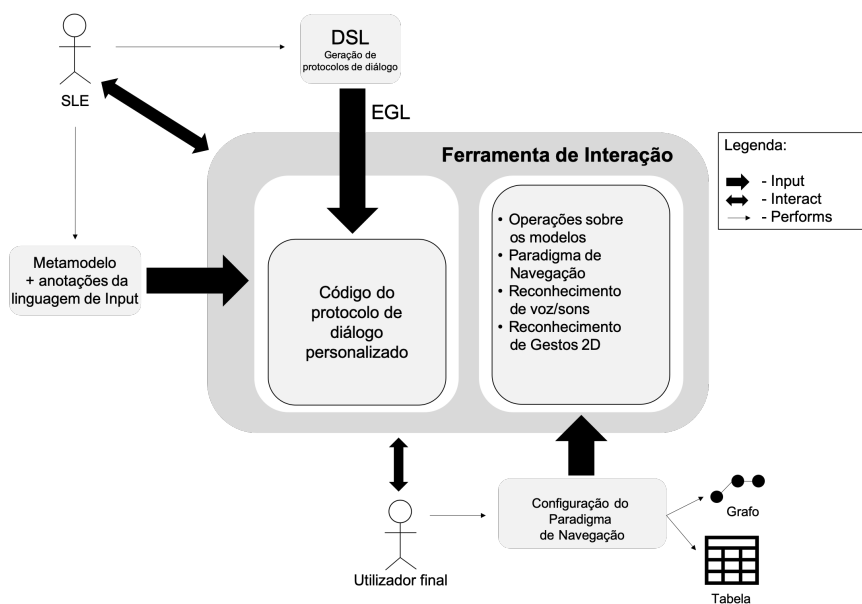 DSL
Geração de
protocolos de diálogo
SLE
EGL
Ferramenta de Interação
Legenda:
- Input
- Interact
- Performs
Metamodelo
+ anotações da
linguagem de Input
Código do
protocolo de
diálogo
personalizado
• Operações sobre
os modelos
• Paradigma de
Navegação
• Reconhecimento
de voz/sons
• Reconhecimento
de Gestos 2D
Utilizador final
Configuração do
Paradigma
de Navegação
Grafo
Tabela